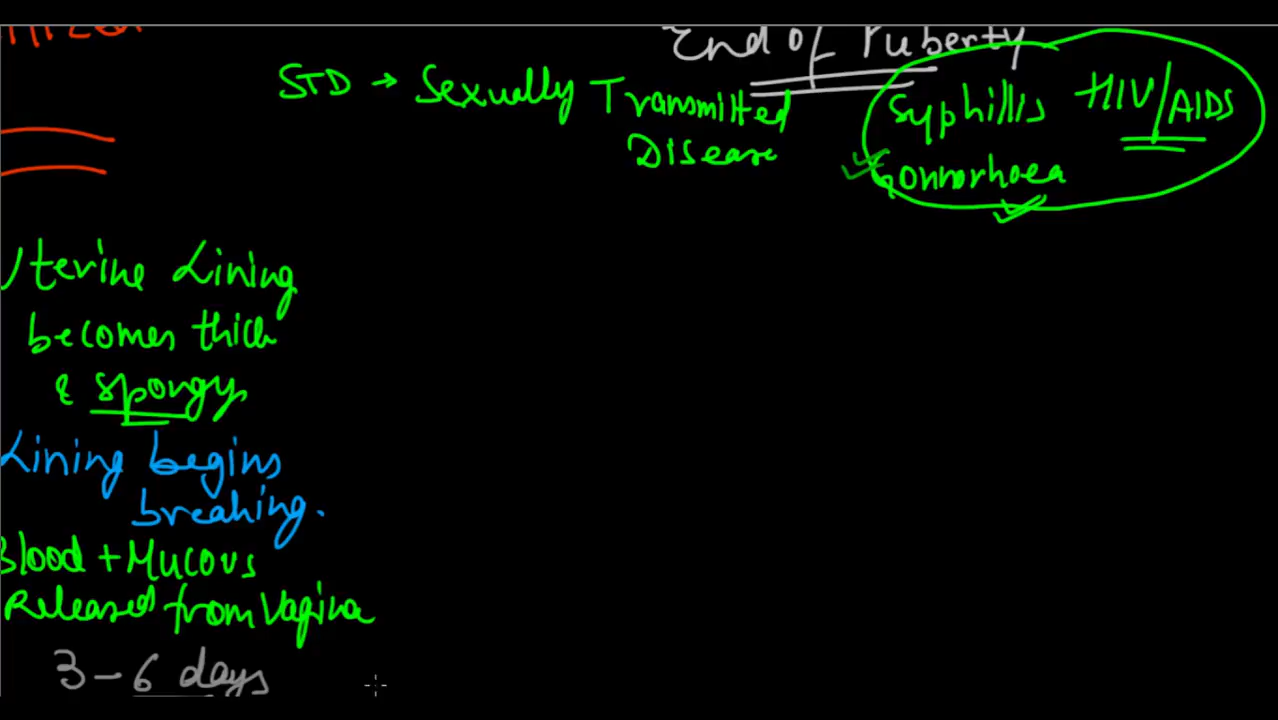 End of Puberty
STD → Sexually Transmitted
Disease
Syphillis HIV/AIDS
Gonnorhoea
Uterine Lining
becomes thick
& spongy
Lining begins
breaking.
Blood + Mucous
Released from Vagina
3-6 days